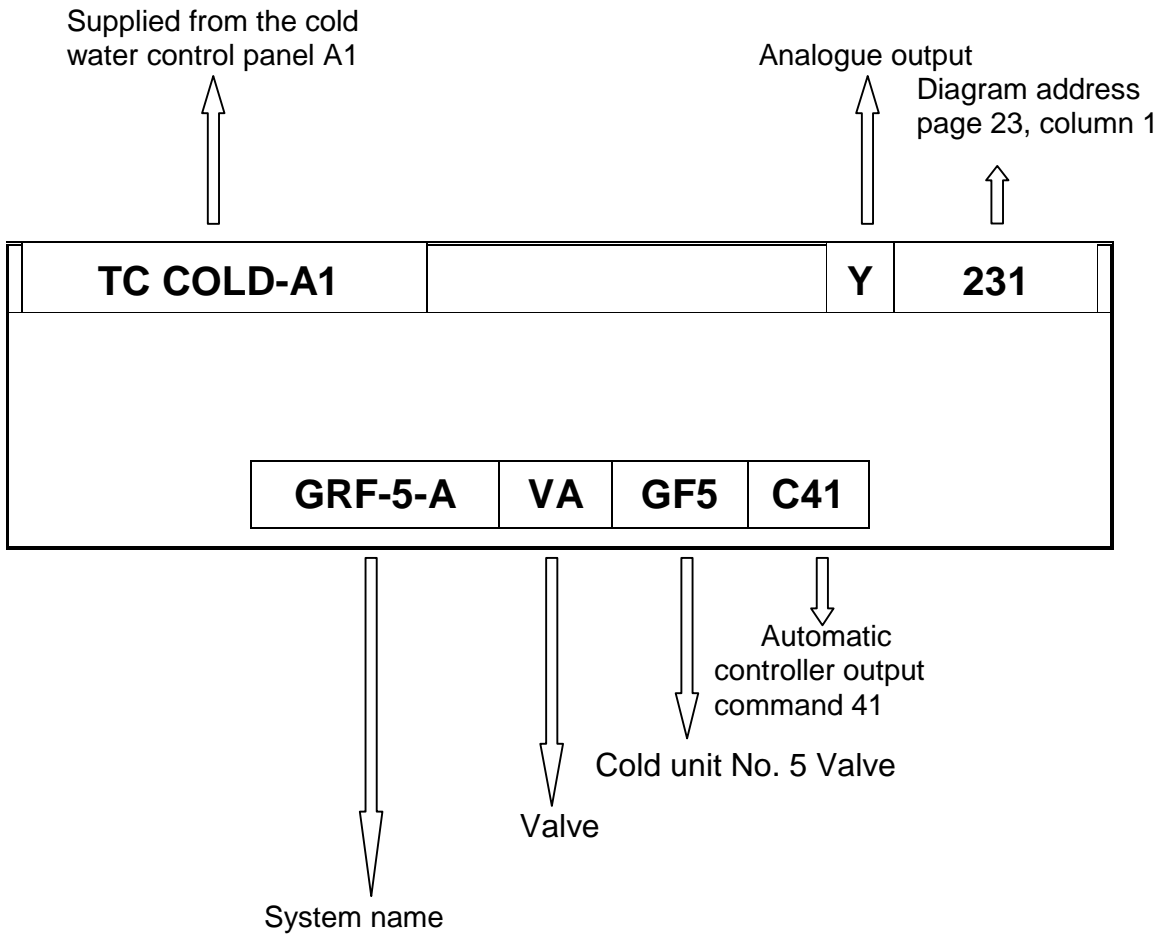 Supplied from the cold
water control panel A1
Analogue output
Diagram address
page 23, column 1
TC COLD-A1
Y
231
GRF-5-A
VA
GF5
C41
Automatic
controller output
command 41
Cold unit No. 5 Valve
Valve
System name